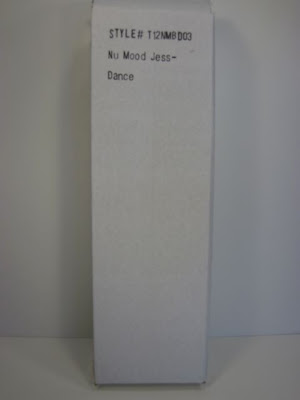 STYLE# T12NMBD03
Nu Mood Jess-
Dance